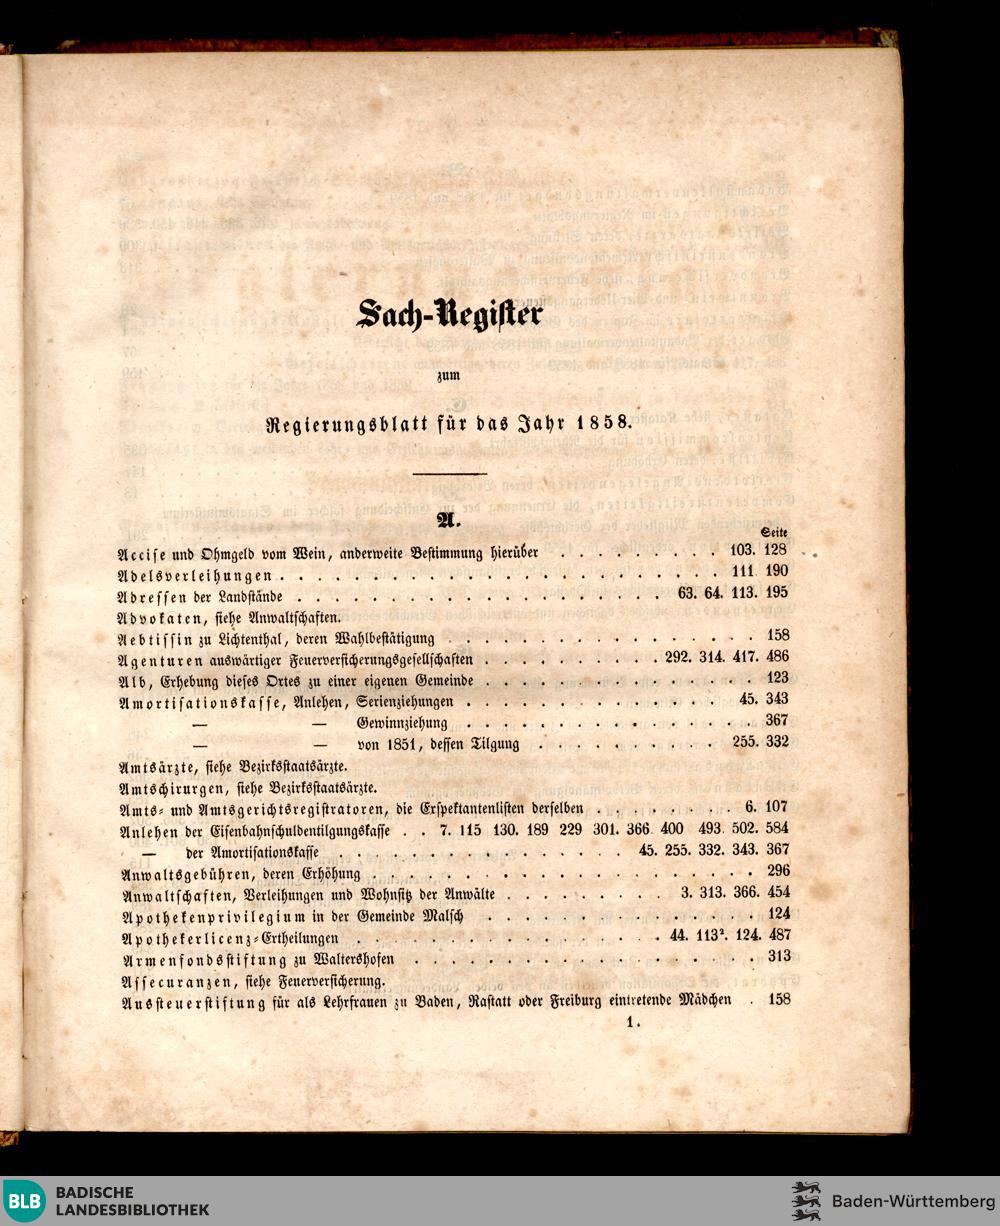 Sach-Register
zum
Regierungsblatt für das Jahr 1858.
A.
Seite
Accise und Ohmgeld vom Wein, anderweite Bestimmung hierüber . . . . . . . . . 103. 128
Adelsverleihungen . . . . . . . . . . . . . . . . . . . . . . 111 190
Adressen der Landstände . . . . . . . . . . . . . . . . . . 63. 64. 113. 195
Advokaten, siehe Anwaltschaften.
Aebtissin zu Lichtenthal, deren Wahlbestätigung . . . . . . . . . . . . . . . 158
Agenturen auswärtiger Feuerversicherungsgesellschaften . . . . . . . . . . 292. 314. 417. 486
Alb, Erhebung dieses Ortes zu einer eigenen Gemeinde . . . . . . . . . . . . . . 123
Amortisationskasse, Anlehen, Serienziehungen . . . . . . . . . . . . . 45. 343
— — Gewinnziehung . . . . . . . . . . . . . . . 367
— — von 1851, dessen Tilgung . . . . . . . . . . 255. 332
Amtsärzte, siehe Bezirksstaatsärzte.
Amtschirurgen, siehe Bezirksstaatsärzte.
Amts- und Amtsgerichtsregistratoren, die Exspektantenlisten derselben . . . . . . . . 6. 107
Anlehen der Eisenbahnschuldentilgungskasse . . 7. 115 130. 189 229 301. 366 400 493. 502. 584
— der Amortisationskasse . . . . . . . . . . . . . . . 45. 255. 332. 343. 367
Anwaltsgebühren, deren Erhöhung . . . . . . . . . . . . . . . . . . . . 296
Anwaltschaften, Verleihungen und Wohnsitz der Anwälte . . . . . . . . . 3. 313. 366. 454
Apothekenprivilegium in der Gemeinde Malsch . . . . . . . . . . . . . . 124
Apothekerlicenz-Ertheilungen . . . . . . . . . . . . . . . . 44. 113². 124. 487
Armenfondsstiftung zu Waltershofen . . . . . . . . . . . . . . . . . . 313
Assecuranzen, siehe Feuerversicherung.
Aussteuerstiftung für als Lehrfrauen zu Baden, Rastatt oder Freiburg eintretende Mädchen . 158
1.
BLB BADISCHE
LANDESBIBLIOTHEK
Baden-Württemberg